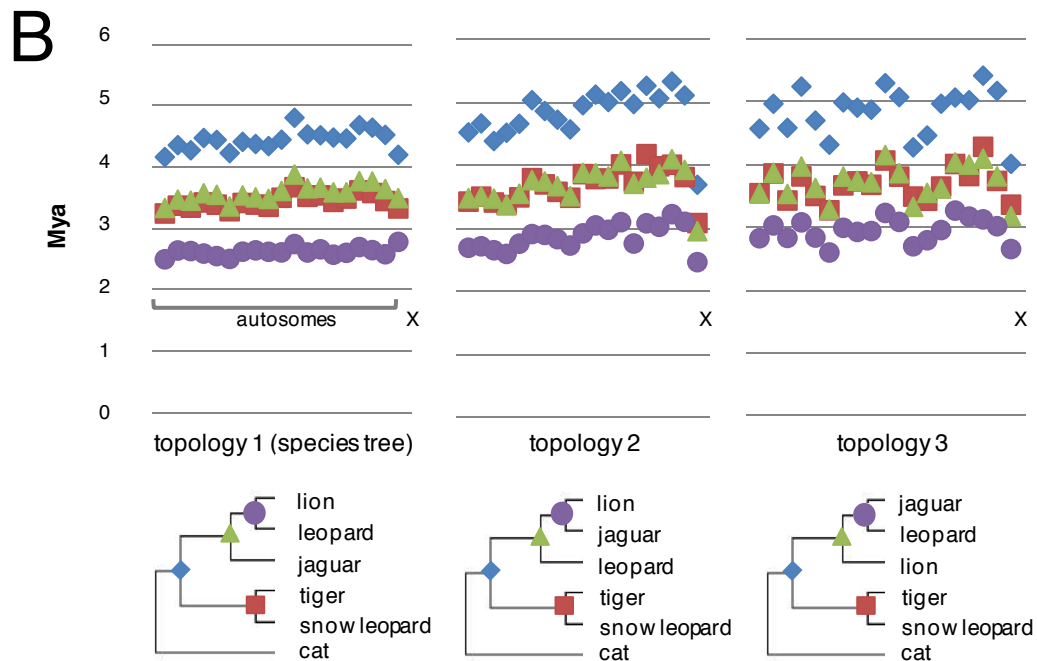 B
6
5
4
3
2
1
0
Mya
autosomes X
X
X
topology 1 (species tree)
topology 2
topology 3
lion
leopard
jaguar
tiger
snow leopard
cat
lion
jaguar
leopard
tiger
snow leopard
cat
jaguar
leopard
lion
tiger
snow leopard
cat